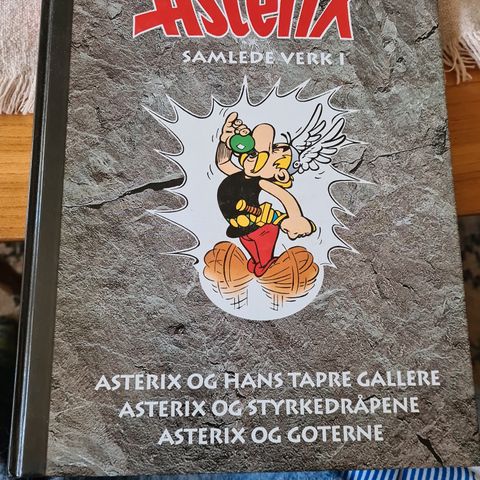 Asterix
SAMLEDE VERK I
ASTERIX OG HANS TAPRE GALLERE
ASTERIX OG STYRKEDRÅPENE
ASTERIX OG GOTERNE